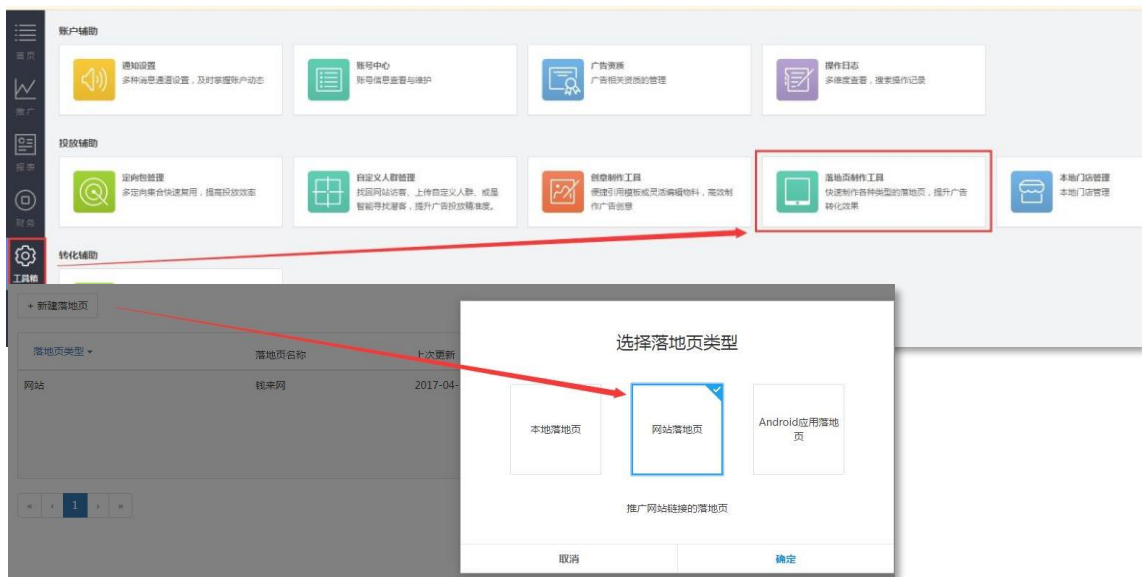 账户辅助
首页
通知设置
多种消息通道设置，及时掌握账户动态
账号中心
账号信息查看与维护
广告资质
广告相关资质的管理
操作日志
多维度查看，搜索操作记录
推广
投放辅助
报表
定向包管理
多定向集合快速复用，提高投放效率
自定义人群管理
找回网站访客、上传自定义人群、或是
智能寻找潜客，提升广告投放精准度。
创意制作工具
便捷引用模板或灵活编辑物料，高效制
作广告创意
落地页制作工具
快速制作各种类型的落地页，提升广告
转化效果
本地门店管理
本地门店管理
财务
转化辅助
工具箱
+ 新建落地页
落地页类型
落地页名称
上次更新
网站
钱来网
2017-04-
« ‹ 1 › »
选择落地页类型
本地落地页
网站落地页
Android应用落地
页
推广网站链接的落地页
取消
确定